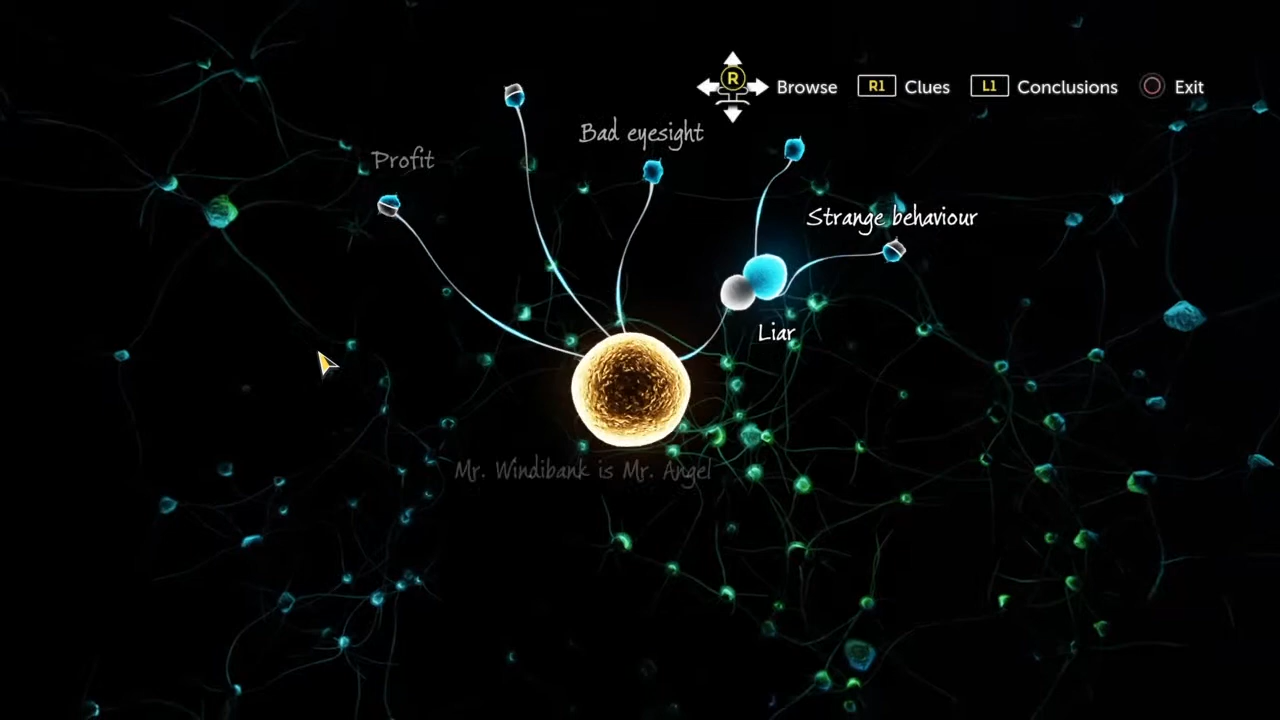 R Browse R1 Clues L1 Conclusions Exit
Bad eyesight
Profit
Strange behaviour
Liar
Mr. Windibank is Mr. Angel